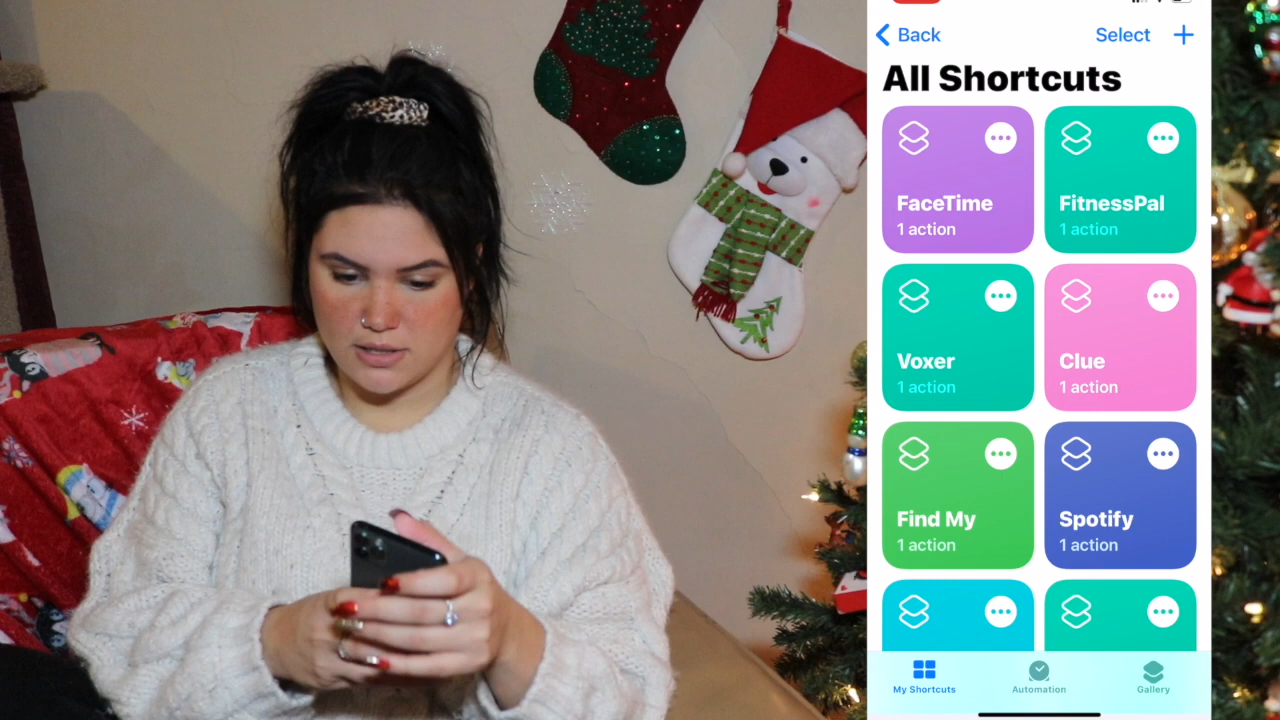 Back
Select
All Shortcuts
FaceTime
1 action
FitnessPal
1 action
Voxer
1 action
Clue
1 action
Find My
1 action
Spotify
1 action
My Shortcuts
Automation
Gallery